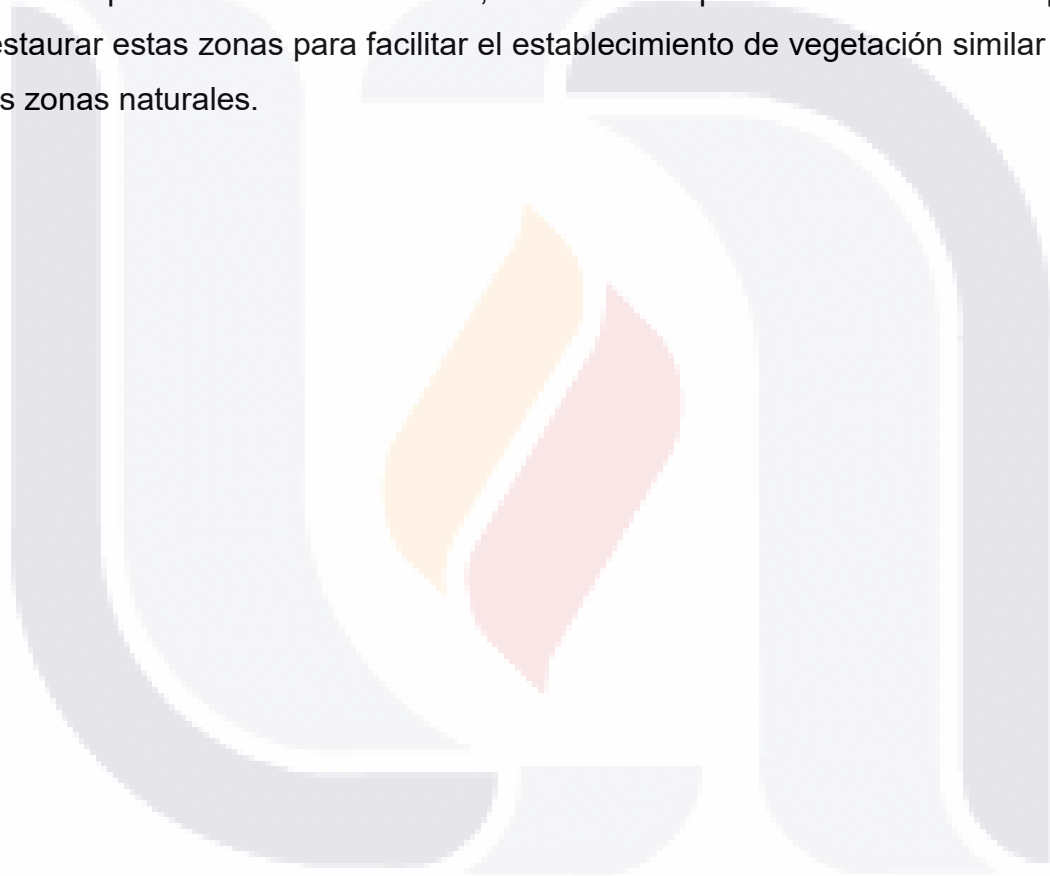 estaurar estas zonas para facilitar el establecimiento de vegetación similar
s zonas naturales.